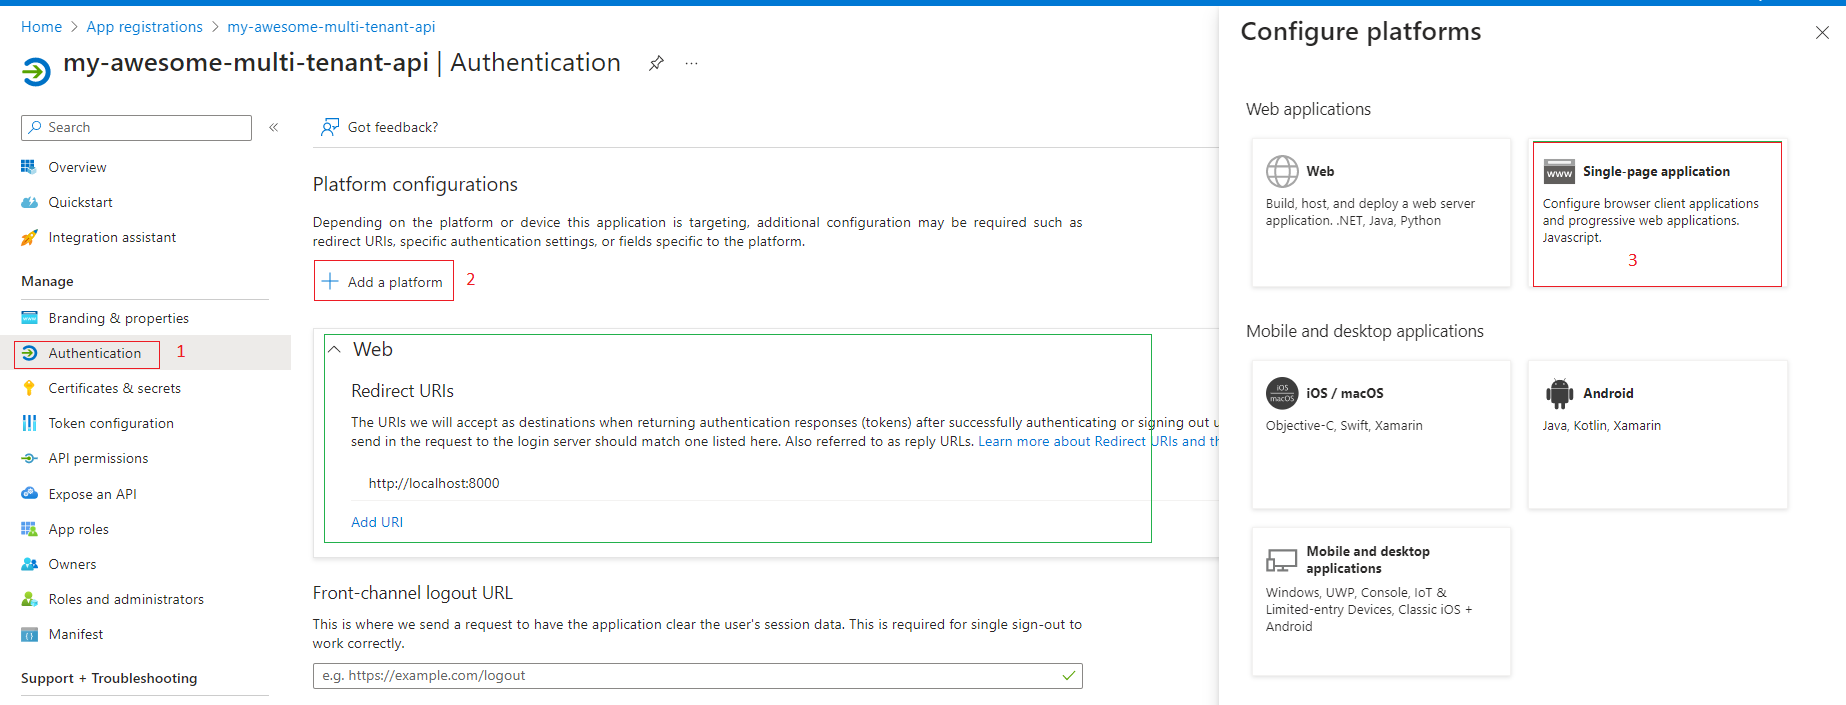 Home > App registrations > my-awesome-multi-tenant-api
my-awesome-multi-tenant-api | Authentication
Search
Overview
Quickstart
Integration assistant
Manage
Branding & properties
Authentication 1
Certificates & secrets
Token configuration
API permissions
Expose an API
App roles
Owners
Roles and administrators
Manifest
Support + Troubleshooting
Got feedback?
Platform configurations
Depending on the platform or device this application is targeting, additional configuration may be required such as
redirect URIs, specific authentication settings, or fields specific to the platform.
Add a platform 2
Web
Redirect URIs
The URIs we will accept as destinations when returning authentication responses (tokens) after successfully authenticating or signing out u
send in the request to the login server should match one listed here. Also referred to as reply URLs. Learn more about Redirect URIs and th
http://localhost:8000
Add URI
Front-channel logout URL
This is where we send a request to have the application clear the user's session data. This is required for single sign-out to
work correctly.
e.g. https://example.com/logout
Configure platforms
Web applications
Web
Build, host, and deploy a web server
application. .NET, Java, Python
www
Single-page application
Configure browser client applications
and progressive web applications.
Javascript.
3
Mobile and desktop applications
iOS
macOS
iOS / macOS
Objective-C, Swift, Xamarin
Android
Java, Kotlin, Xamarin
Mobile and desktop
applications
Windows, UWP, Console, IoT &
Limited-entry Devices, Classic iOS +
Android